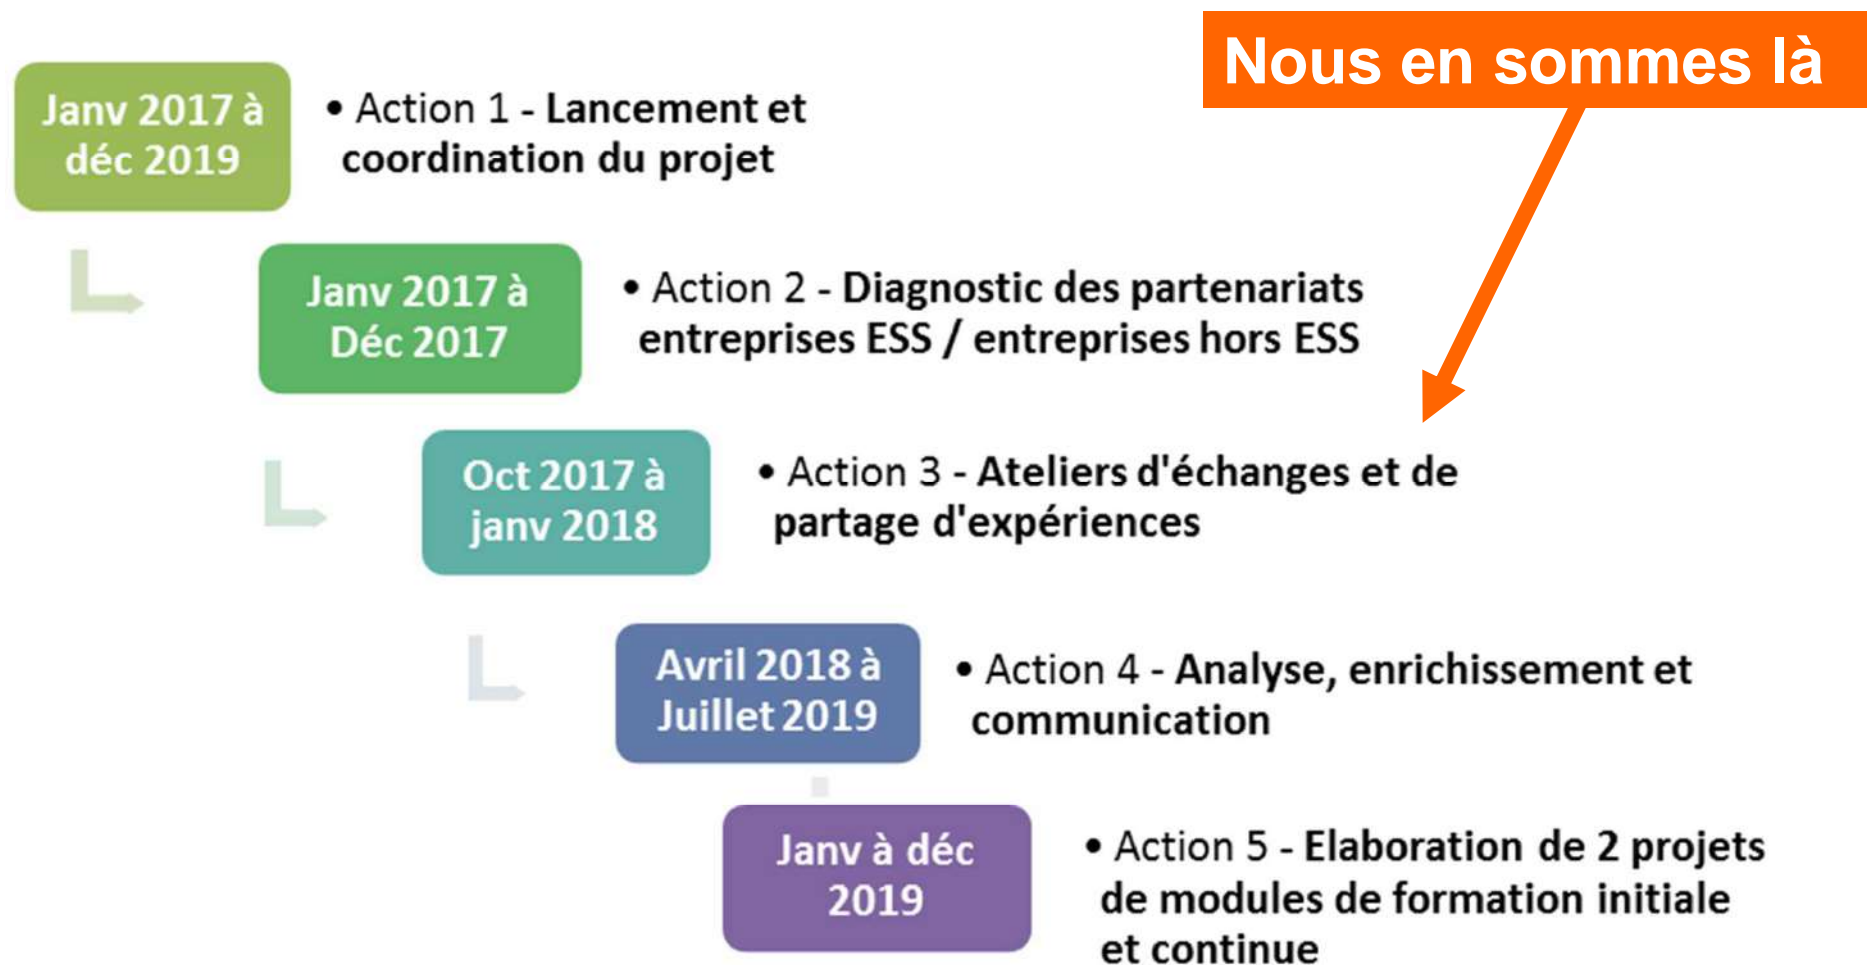 Nous en sommes là
Janv 2017 à
déc 2019
• Action 1 - Lancement et
coordination du projet
Janv 2017 à
Déc 2017
• Action 2 - Diagnostic des partenariats
entreprises ESS / entreprises hors ESS
Oct 2017 à
janv 2018
• Action 3 - Ateliers d'échanges et de
partage d'expériences
Avril 2018 à
Juillet 2019
• Action 4 - Analyse, enrichissement et
communication
Janv à déc
2019
• Action 5 - Elaboration de 2 projets
de modules de formation initiale
et continue